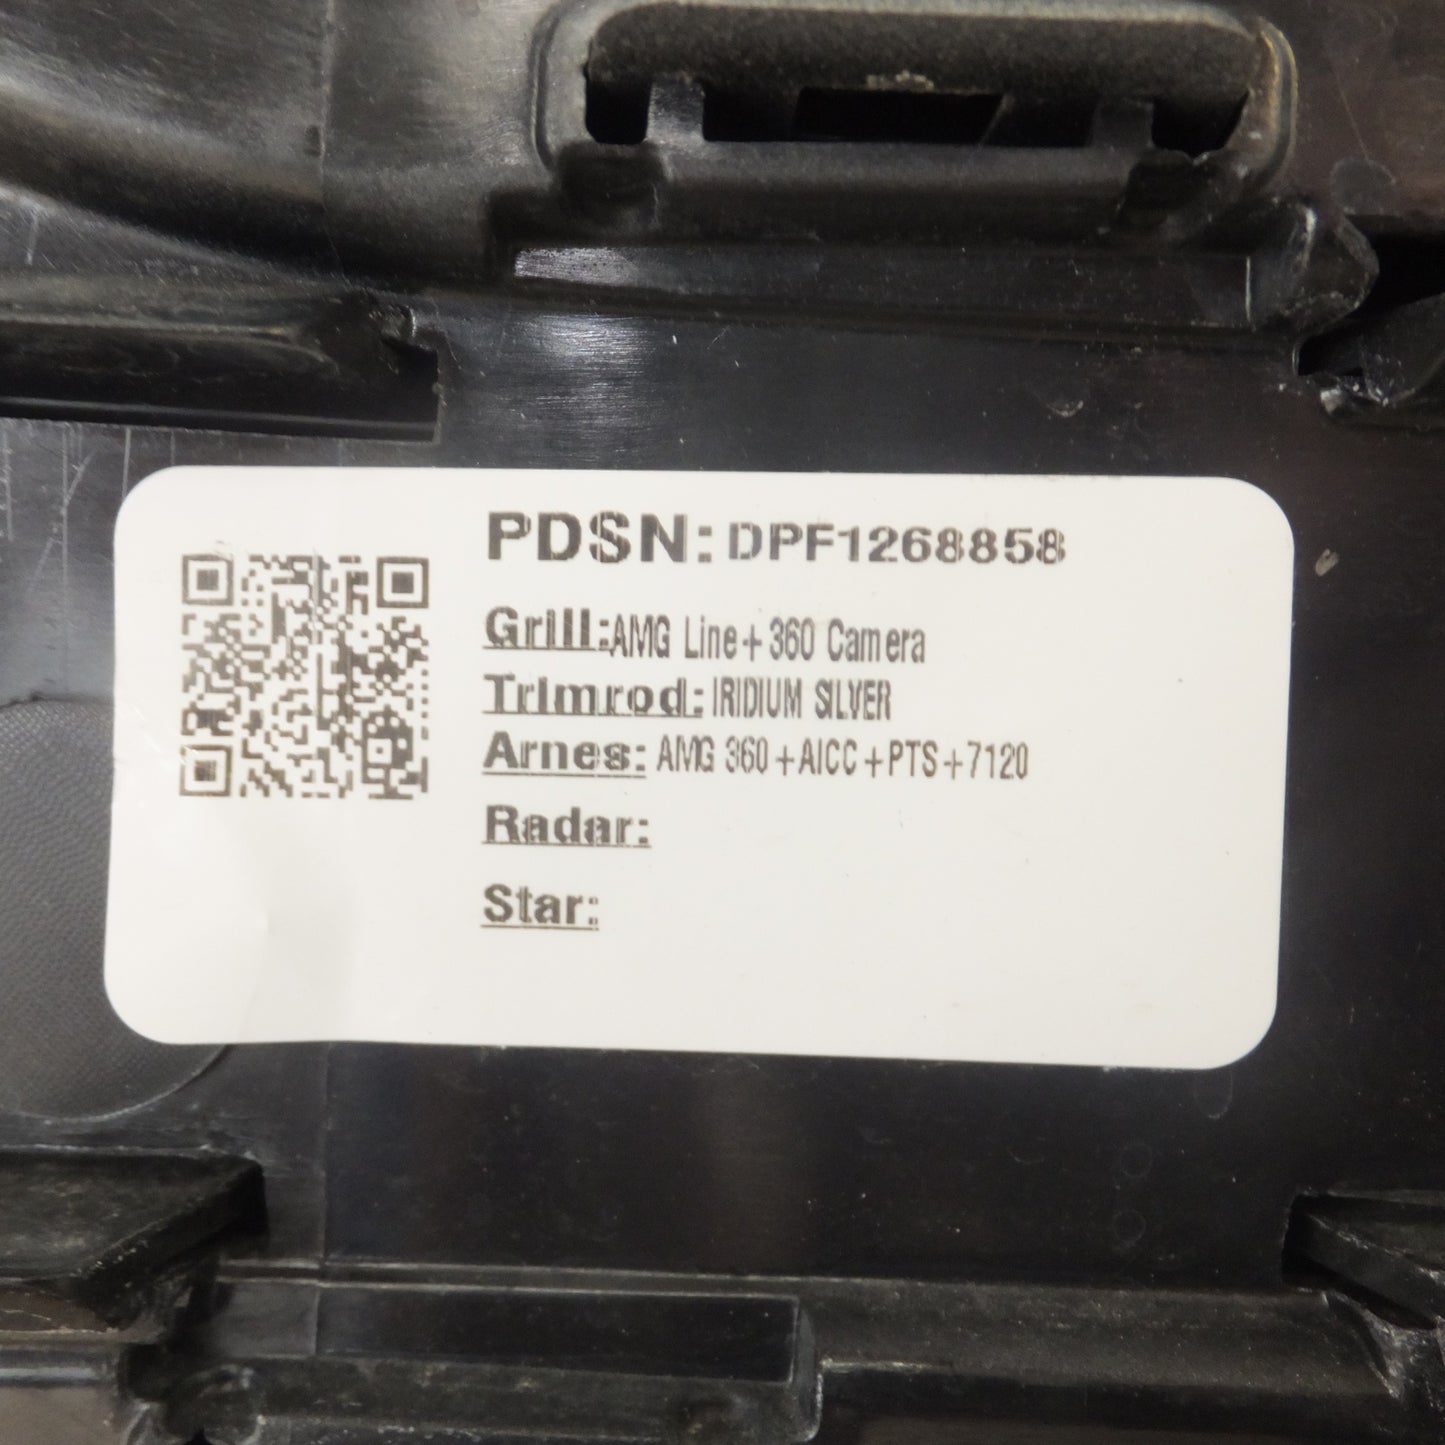 PDSN: DPF1268858
Grill: AMG Line+360 Camera
Trimrod: IRIDIUM SILVER
Arnes: AMG 360+AICC+PTS+7120
Radar:
Star: